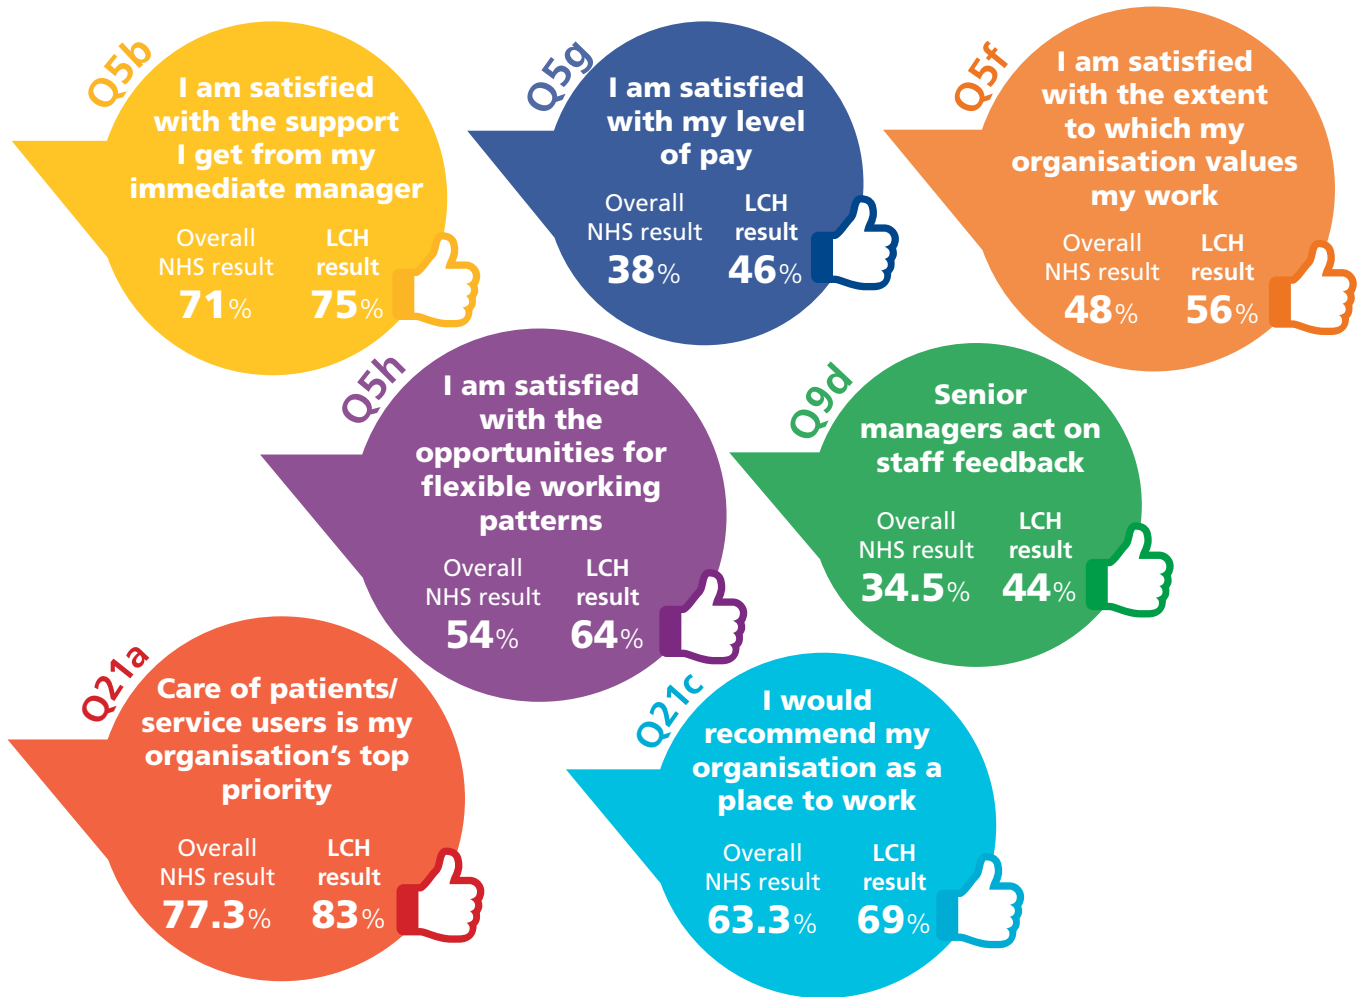 Q5b
I am satisfied
with the support
I get from my
immediate manager
Overall
NHS result
71%
LCH
result
75%
Q5g
I am satisfied
with my level
of pay
Overall
NHS result
38%
LCH
result
46%
Q5f
I am satisfied
with the extent
to which my
organisation values
my work
Overall
NHS result
48%
LCH
result
56%
Q5h
I am satisfied
with the
opportunities for
flexible working
patterns
Overall
NHS result
54%
LCH
result
64%
Q9d
Senior
managers act on
staff feedback
Overall
NHS result
34.5%
LCH
result
44%
Q21a
Care of patients/
service users is my
organisation's top
priority
Overall
NHS result
77.3%
LCH
result
83%
Q21c
I would
recommend my
organisation as a
place to work
Overall
NHS result
63.3%
LCH
result
69%